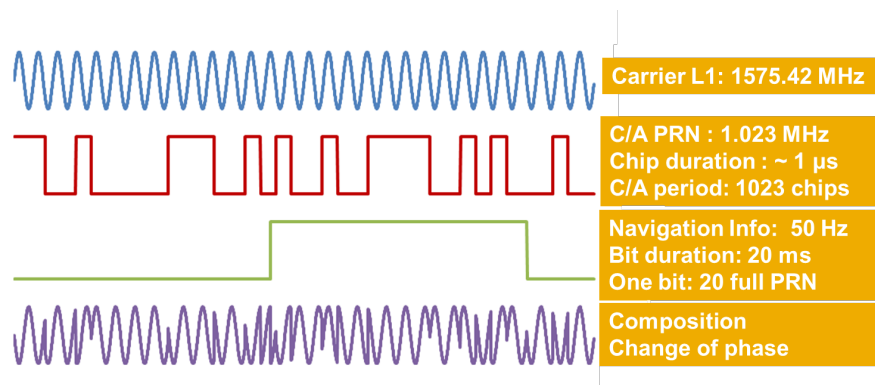 Carrier L1: 1575.42 MHz
C/A PRN : 1.023 MHz
Chip duration : ~ 1 µs
C/A period: 1023 chips
Navigation Info:  50 Hz
Bit duration: 20 ms
One bit: 20 full PRN
Composition
Change of phase